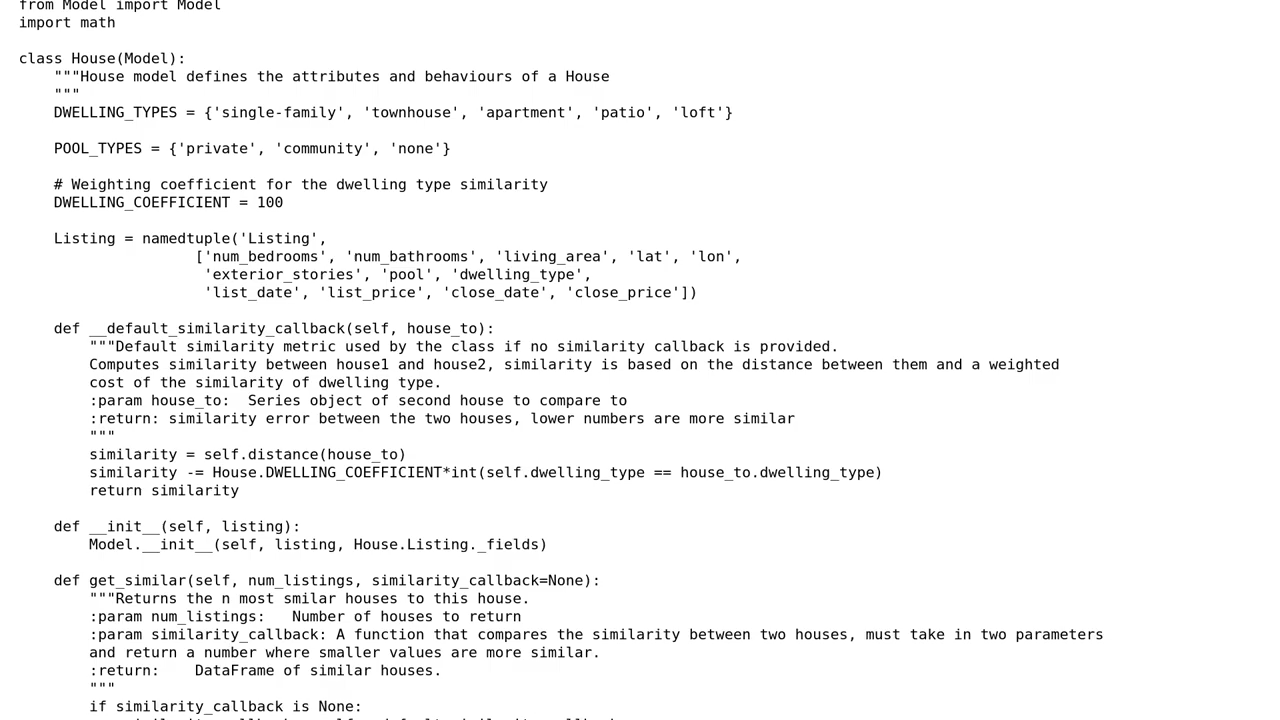 from Model import Model
import math

class House(Model):
    """House model defines the attributes and behaviours of a House
    """
    DWELLING_TYPES = {'single-family', 'townhouse', 'apartment', 'patio', 'loft'}

    POOL_TYPES = {'private', 'community', 'none'}

    # Weighting coefficient for the dwelling type similarity
    DWELLING_COEFFICIENT = 100

    Listing = namedtuple('Listing',
                    ['num_bedrooms', 'num_bathrooms', 'living_area', 'lat', 'lon',
                     'exterior_stories', 'pool', 'dwelling_type',
                     'list_date', 'list_price', 'close_date', 'close_price'])

    def __default_similarity_callback(self, house_to):
        """Default similarity metric used by the class if no similarity callback is provided.
        Computes similarity between house1 and house2, similarity is based on the distance between them and a weighted
        cost of the similarity of dwelling type.
        :param house_to:  Series object of second house to compare to
        :return: similarity error between the two houses, lower numbers are more similar
        """
        similarity = self.distance(house_to)
        similarity -= House.DWELLING_COEFFICIENT*int(self.dwelling_type == house_to.dwelling_type)
        return similarity

    def __init__(self, listing):
        Model.__init__(self, listing, House.Listing._fields)

    def get_similar(self, num_listings, similarity_callback=None):
        """Returns the n most smilar houses to this house.
        :param num_listings:   Number of houses to return
        :param similarity_callback: A function that compares the similarity between two houses, must take in two parameters
        and return a number where smaller values are more similar.
        :return:    DataFrame of similar houses.
        """
        if similarity_callback is None: